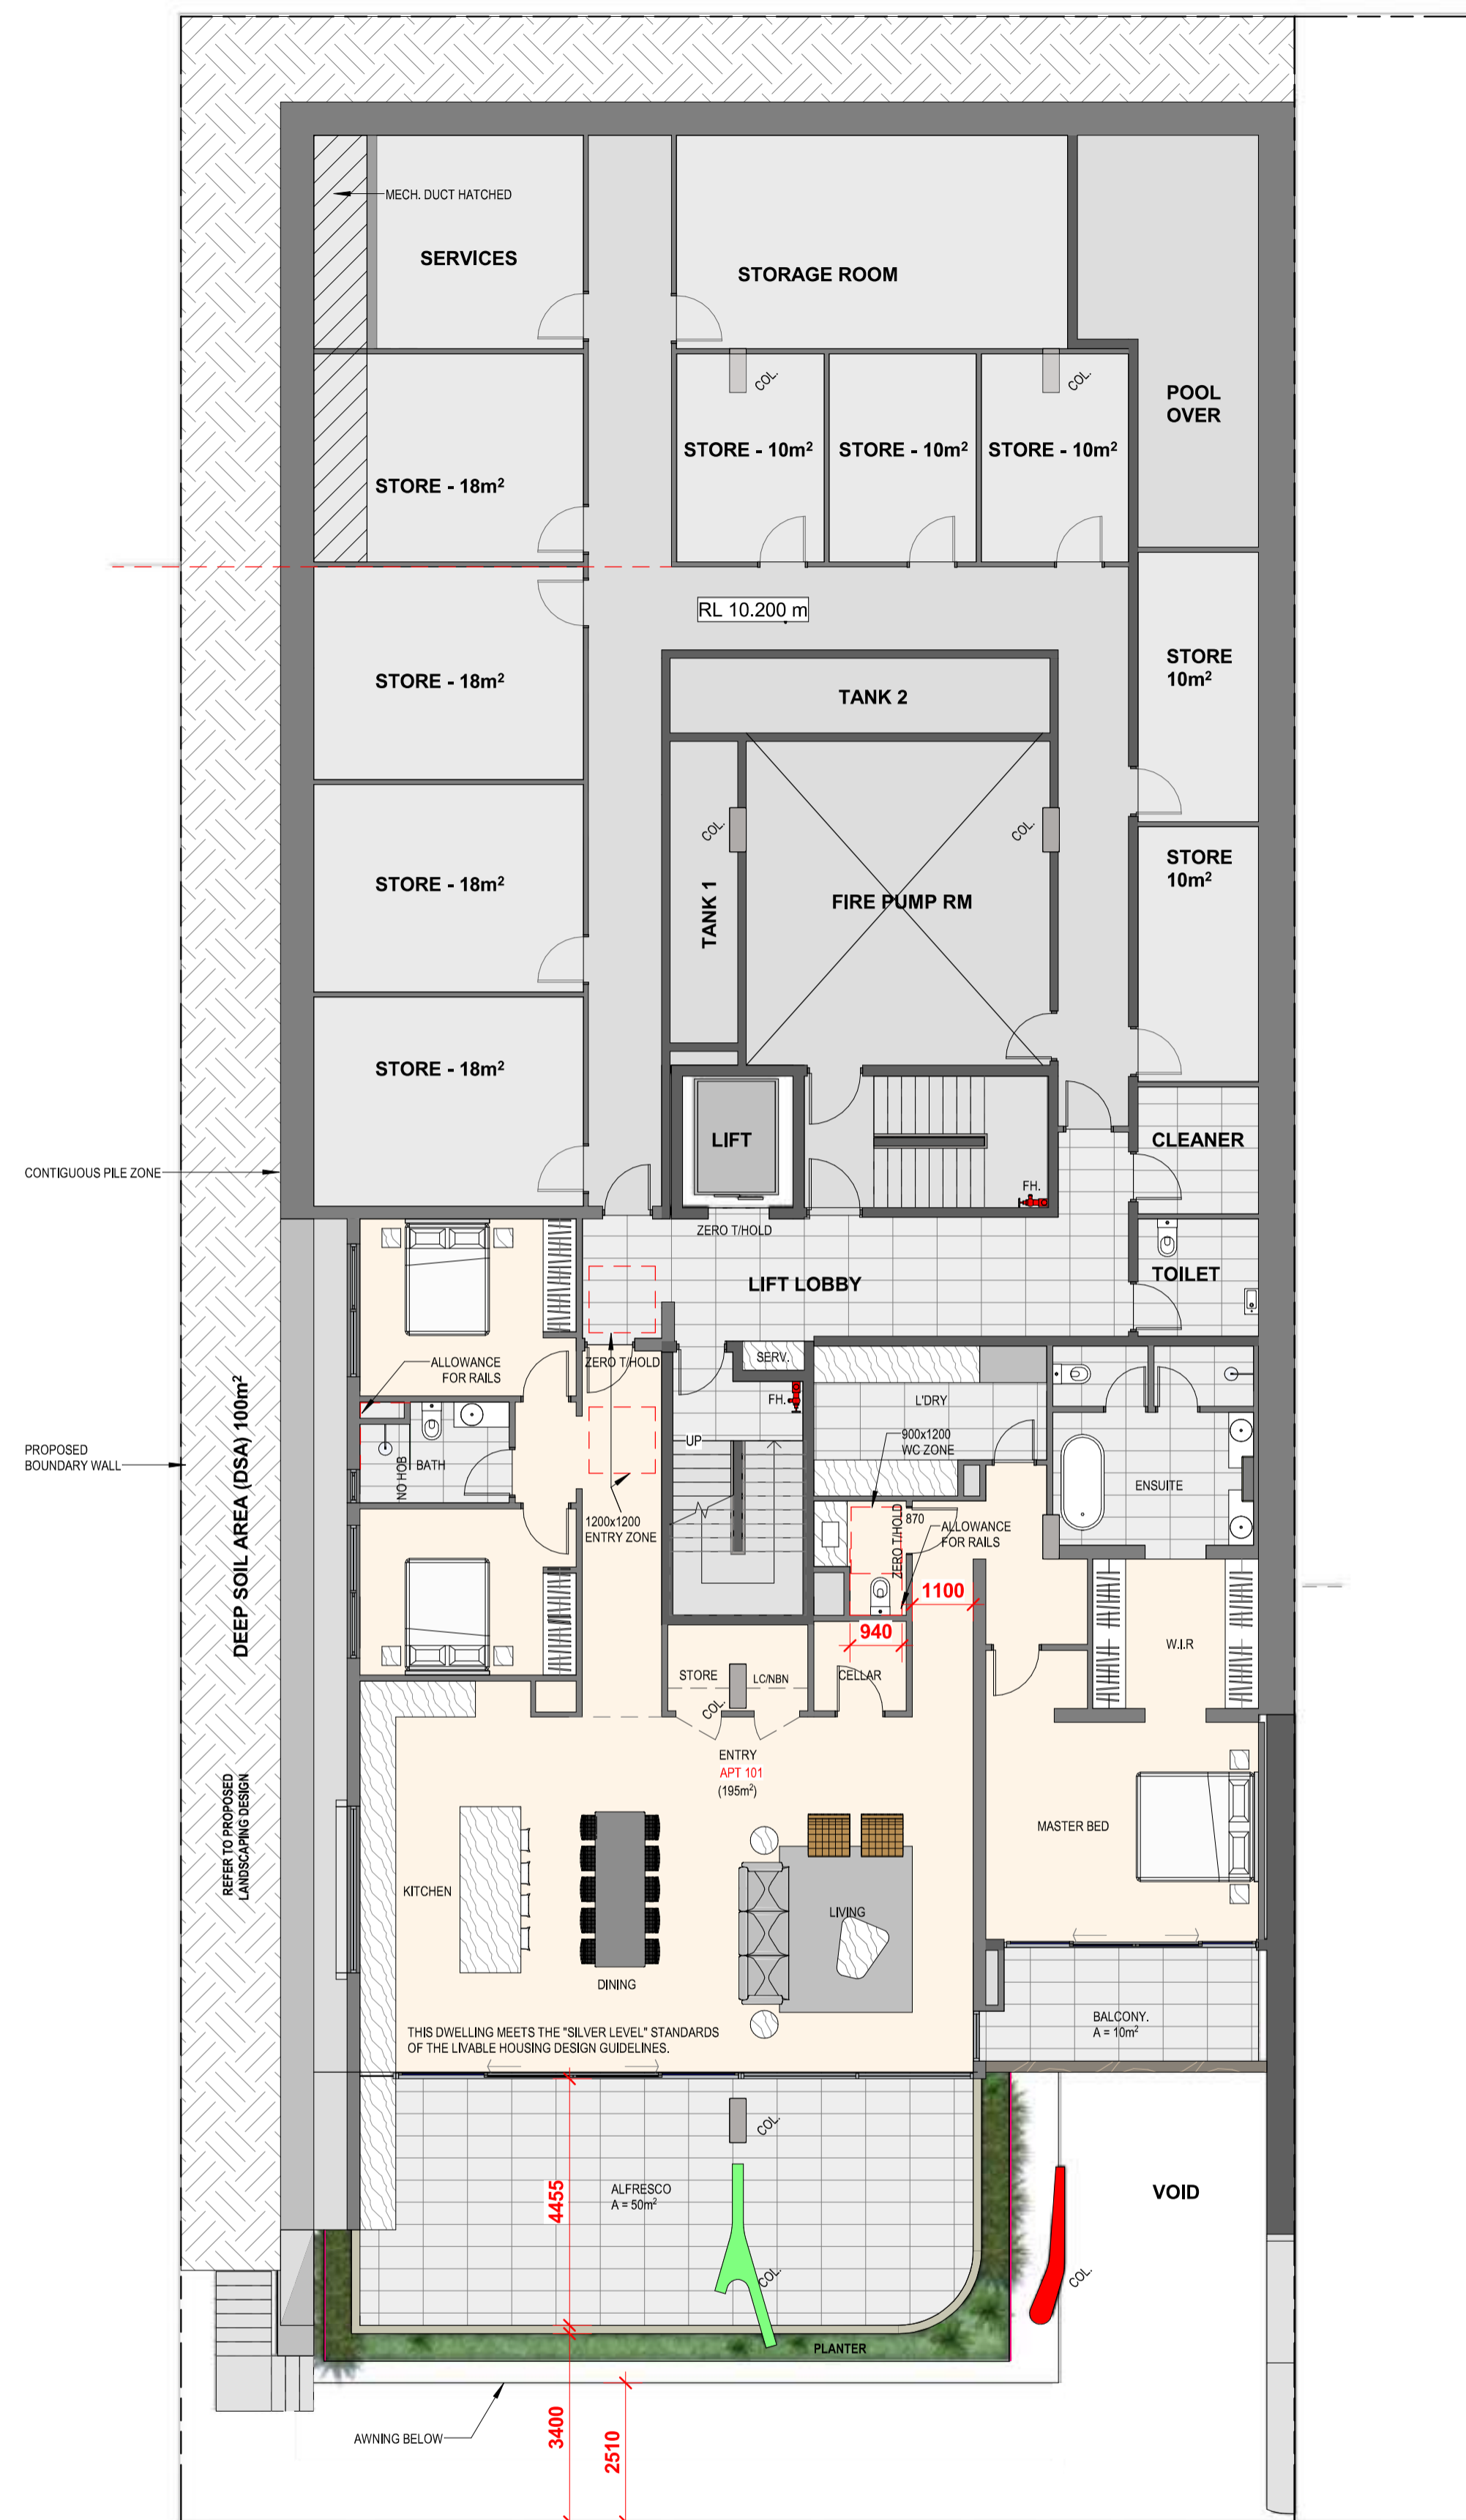 MECH. DUCT HATCHED
SERVICES
STORAGE ROOM
COL.
COL.
POOL
OVER
STORE - 10m²
STORE - 10m²
STORE - 10m²
STORE - 18m²
RL 10.200 m
STORE
10m²
STORE - 18m²
TANK 2
COL.
COL.
STORE
10m²
STORE - 18m²
TANK 1
FIRE PUMP RM
STORE - 18m²
LIFT
CLEANER
CONTIGUOUS PILE ZONE
FH.
ZERO T/HOLD
LIFT LOBBY
TOILET
ALLOWANCE
FOR RAILS
ZERO T/HOLD
SERV.
FH.
L'DRY
DEEP SOIL AREA (DSA) 100m²
PROPOSED
BOUNDARY WALL
NO HOB
BATH
UP
900x1200
WC ZONE
ENSUITE
1200x1200
ENTRY ZONE
ZERO T/HOLD
870
ALLOWANCE
FOR RAILS
1100
940
W.I.R
STORE
COL.
LC/NBN
CELLAR
ENTRY
APT 101
(195m²)
REFER TO PROPOSED
LANDSCAPING DESIGN
MASTER BED
KITCHEN
LIVING
DINING
BALCONY.
A = 10m²
THIS DWELLING MEETS THE "SILVER LEVEL" STANDARDS
OF THE LIVABLE HOUSING DESIGN GUIDELINES.
COL.
4455
ALFRESCO
A = 50m²
VOID
COL.
COL.
PLANTER
AWNING BELOW
3400
2510